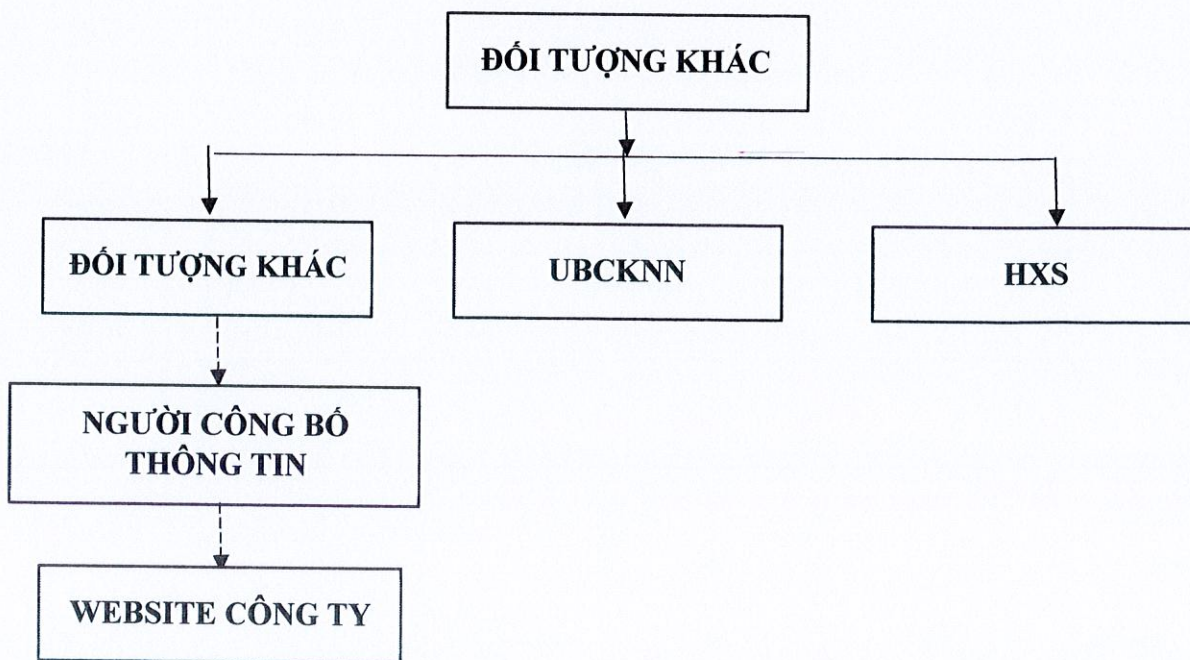 ĐỐI TƯỢNG KHÁC
ĐỐI TƯỢNG KHÁC
UBCKNN
HXS
NGƯỜI CÔNG BỐ
THÔNG TIN
WEBSITE CÔNG TY